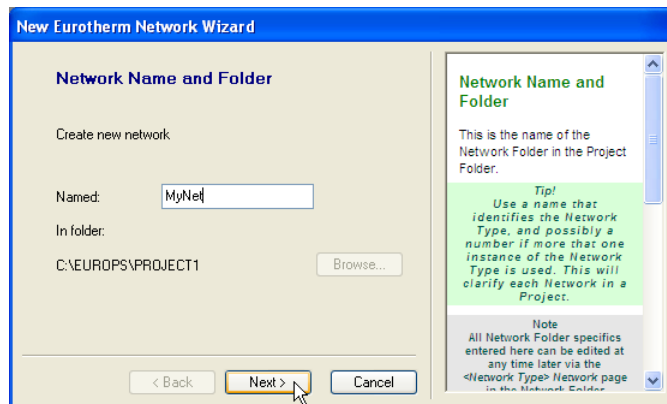 New Eurotherm Network Wizard
Network Name and Folder
Create new network
Named:
MyNet
In folder:
C:\EUROPS\PROJECT1
Browse...
< Back
Next >
Cancel
Network Name and
Folder
This is the name of the
Network Folder in the Project
Folder.
Tip!
Use a name that
identifies the Network
Type, and possibly a
number if more that one
instance of the Network
Type is used. This will
clarify each Network in a
Project.
Note
All Network Folder specifics
entered here can be edited at
any time later via the
<Network Type> Network page
in the Network Folder